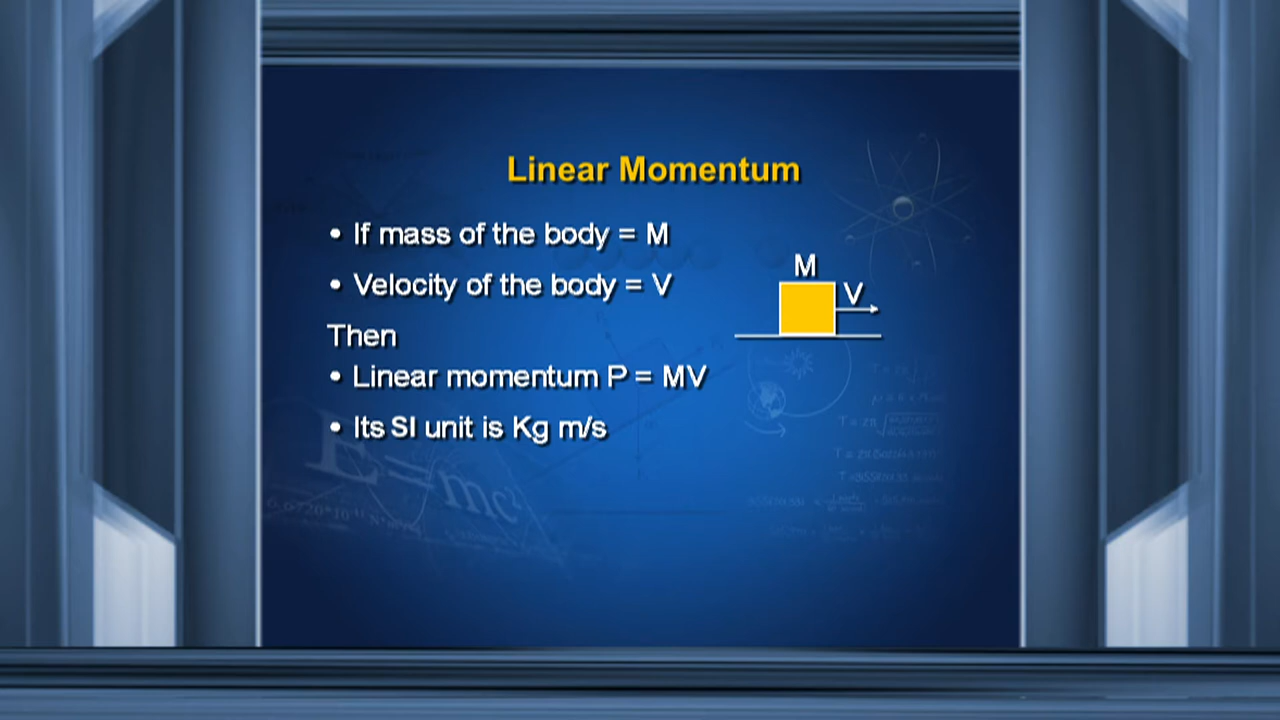 Linear Momentum
• If mass of the body = M
• Velocity of the body = V
Then
• Linear momentum P = MV
• Its SI unit is Kg m/s
M
V
E=mc²